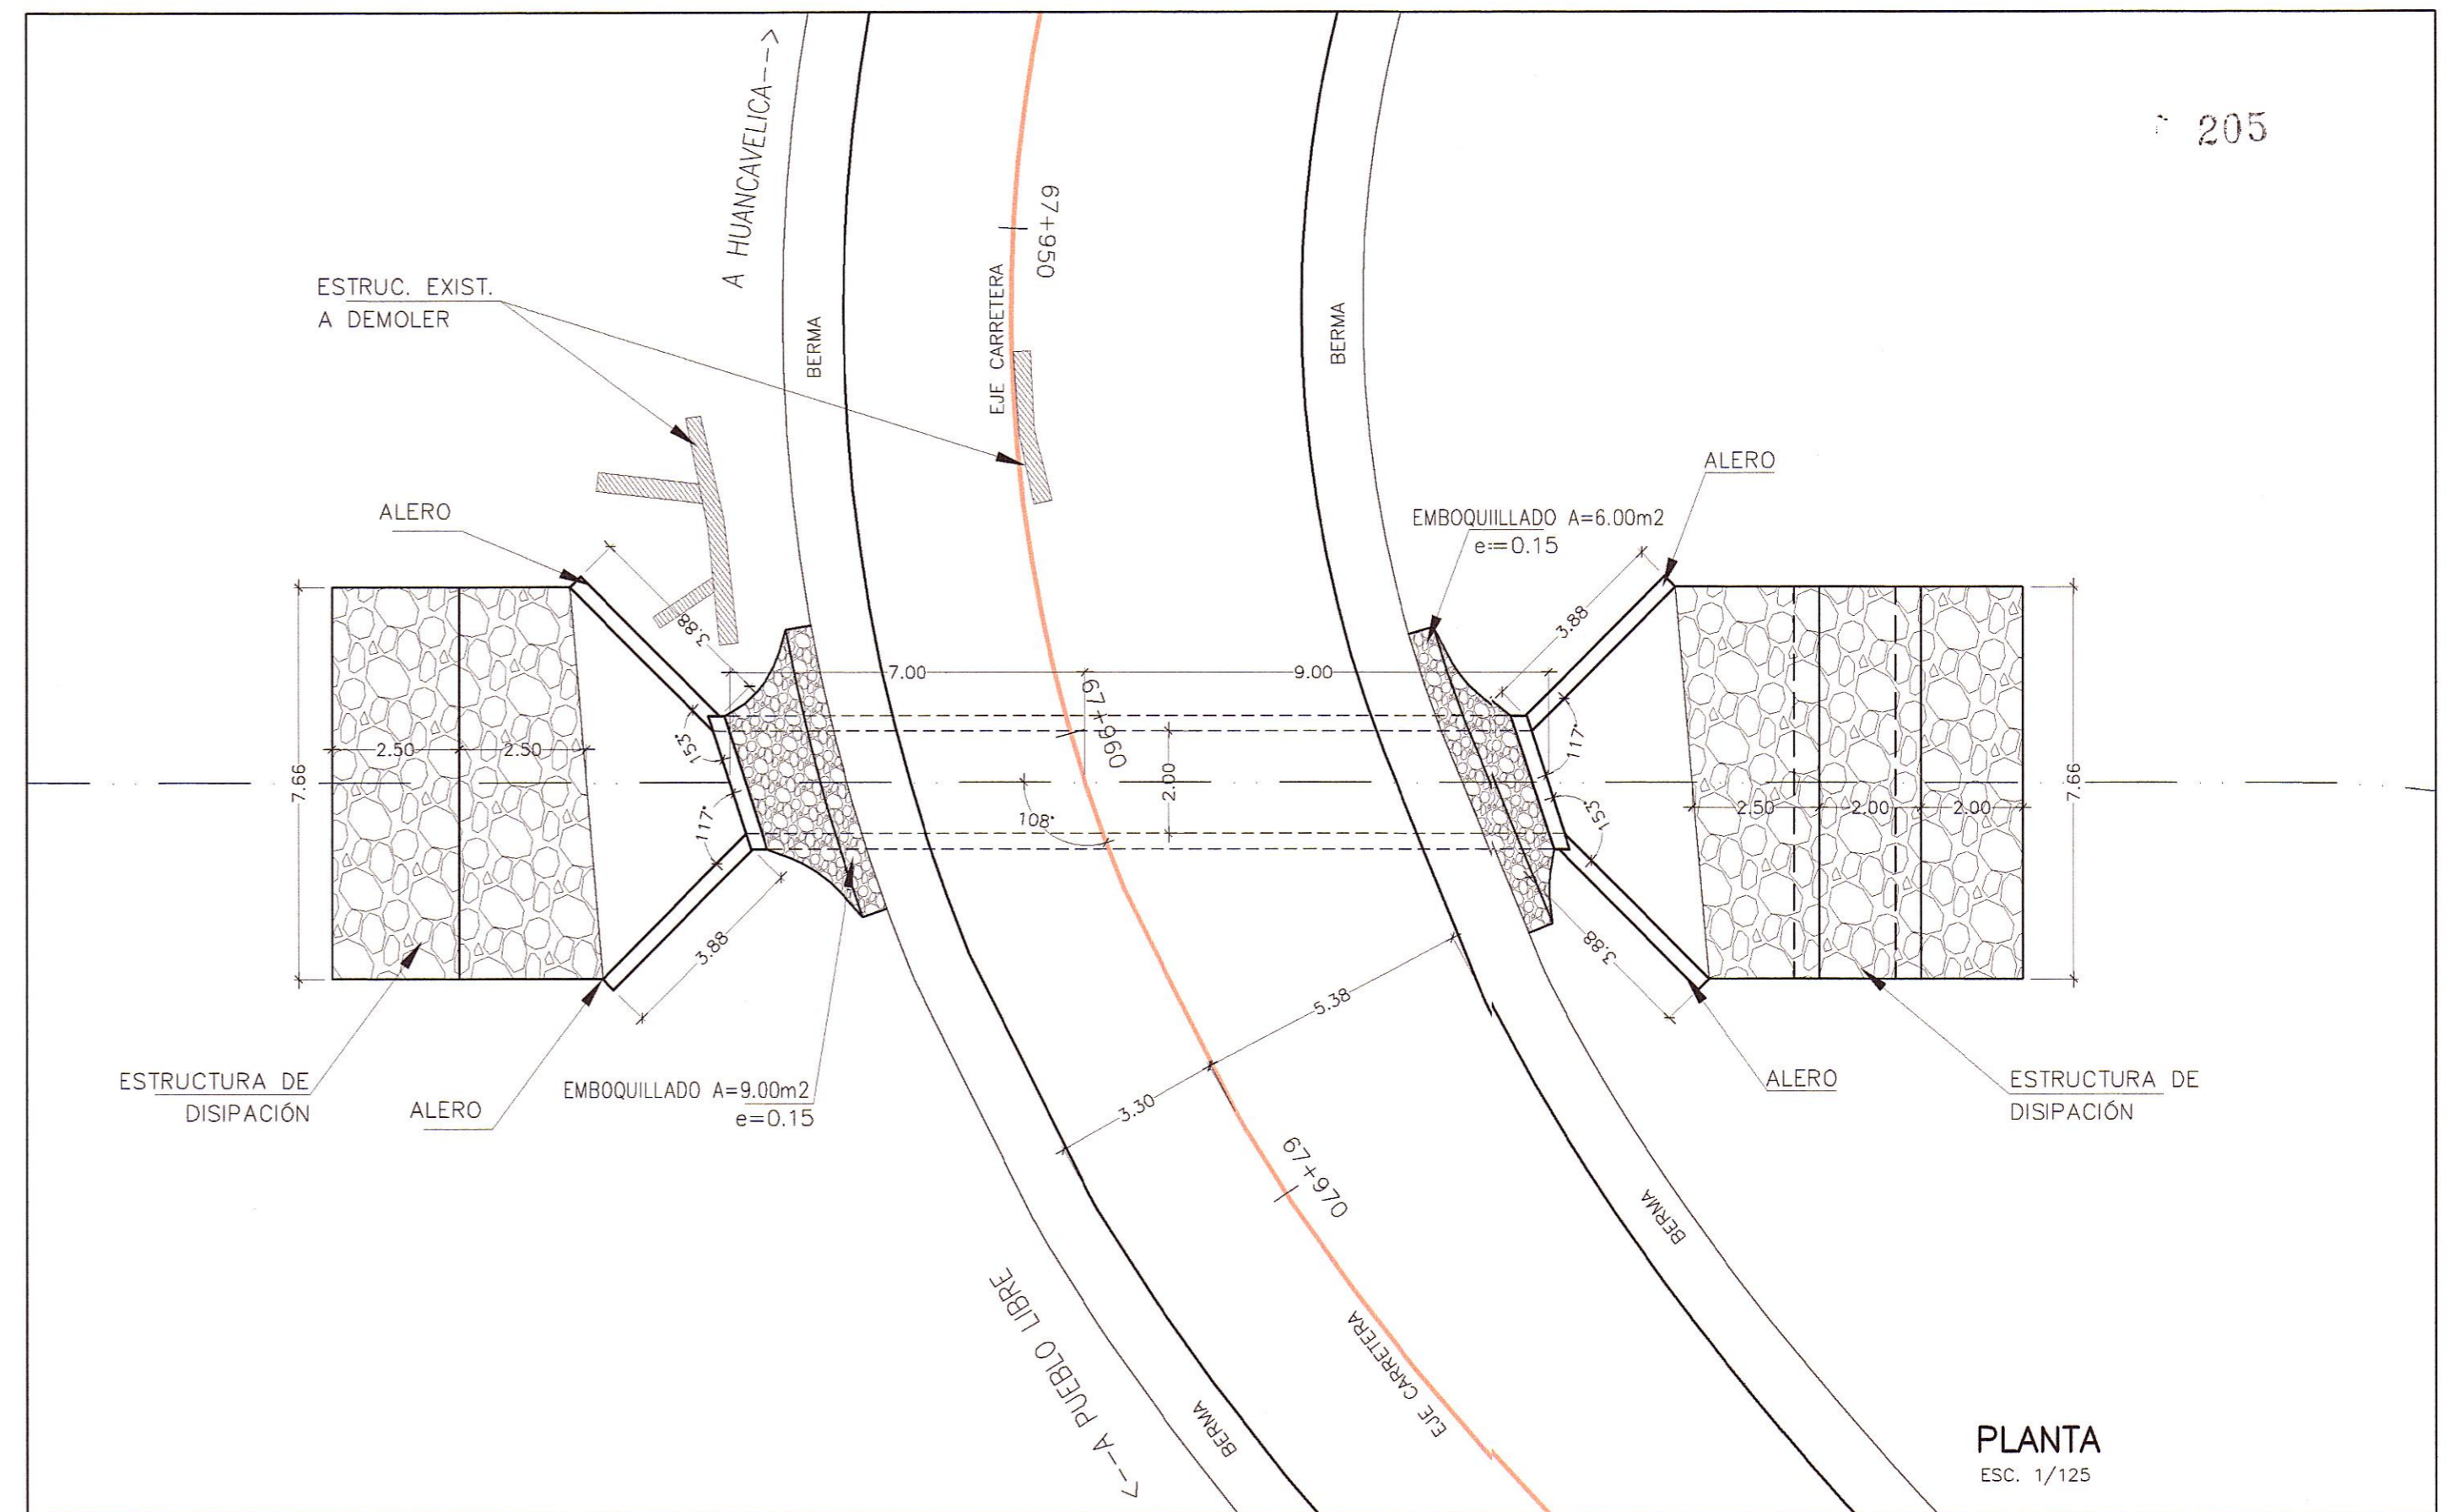 205
A HUANCAVELICA--->
67+950
EJE CARRETERA
BERMA
BERMA
ESTRUC. EXIST.
A DEMOLER
ALERO
ALERO
EMBOQUIILLADO A=6.00m2
e=0.15
3.88
3.88
7.00
9.00
67+960
153°
117°
117°
153°
2.50
2.50
7.66
2.00
108°
2.50
2.00
2.00
7.66
3.88
3.88
5.38
3.30
ESTRUCTURA DE
DISIPACIÓN
ALERO
EMBOQUILLADO A=9.00m2
e=0.15
ALERO
ESTRUCTURA DE
DISIPACIÓN
67+970
BERMA
<---A PUEBLO LIBRE
EJE CARRETERA
BERMA
PLANTA
ESC. 1/125